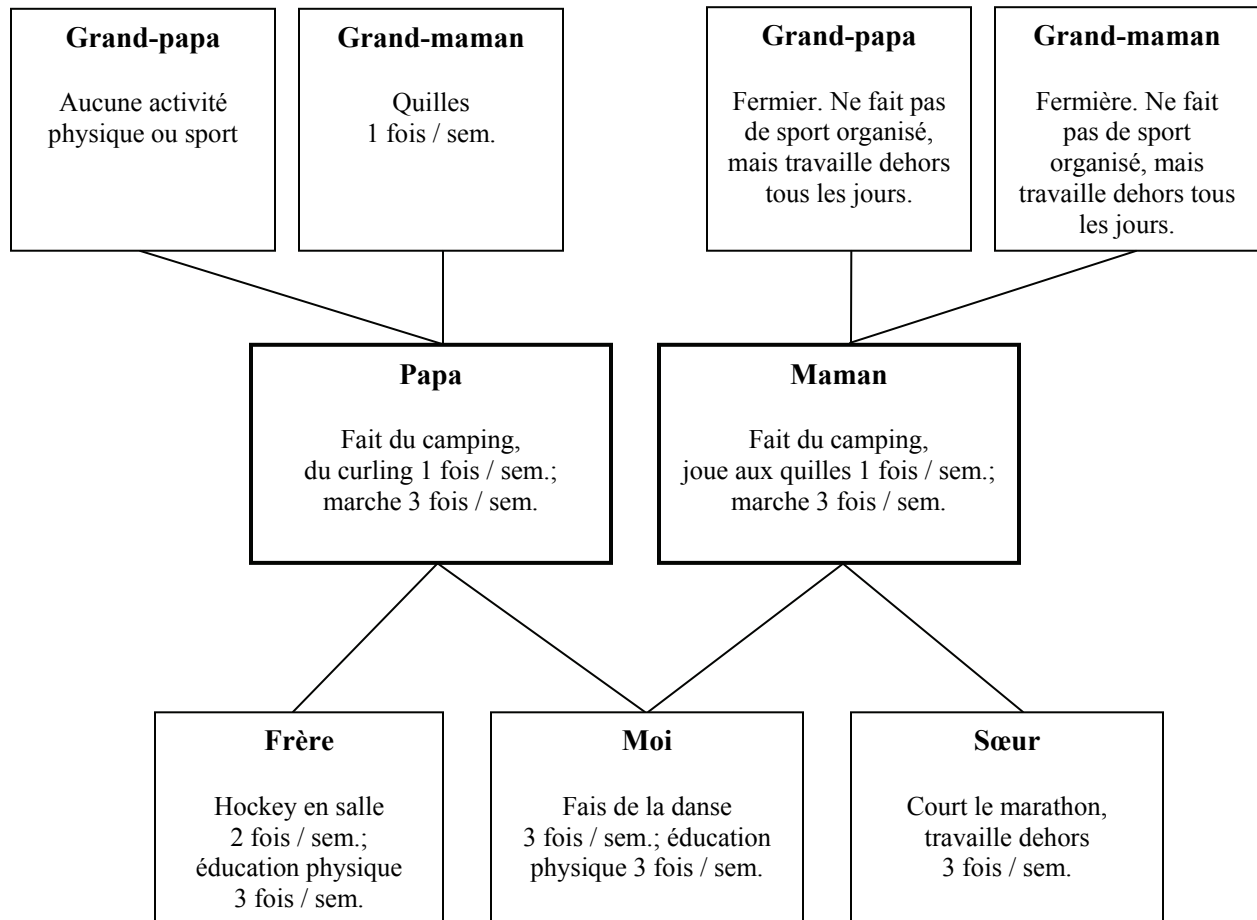 Grand-papa
Aucune activité
physique ou sport
Grand-maman
Quilles
1 fois / sem.
Grand-papa
Fermier. Ne fait pas
de sport organisé,
mais travaille dehors
tous les jours.
Grand-maman
Fermière. Ne fait
pas de sport
organisé, mais
travaille dehors tous
les jours.
Papa
Fait du camping,
du curling 1 fois / sem.;
marche 3 fois / sem.
Maman
Fait du camping,
joue aux quilles 1 fois / sem.;
marche 3 fois / sem.
Frère
Hockey en salle
2 fois / sem.;
éducation physique
3 fois / sem.
Moi
Fais de la danse
3 fois / sem.; éducation
physique 3 fois / sem.
Sœur
Court le marathon,
travaille dehors
3 fois / sem.